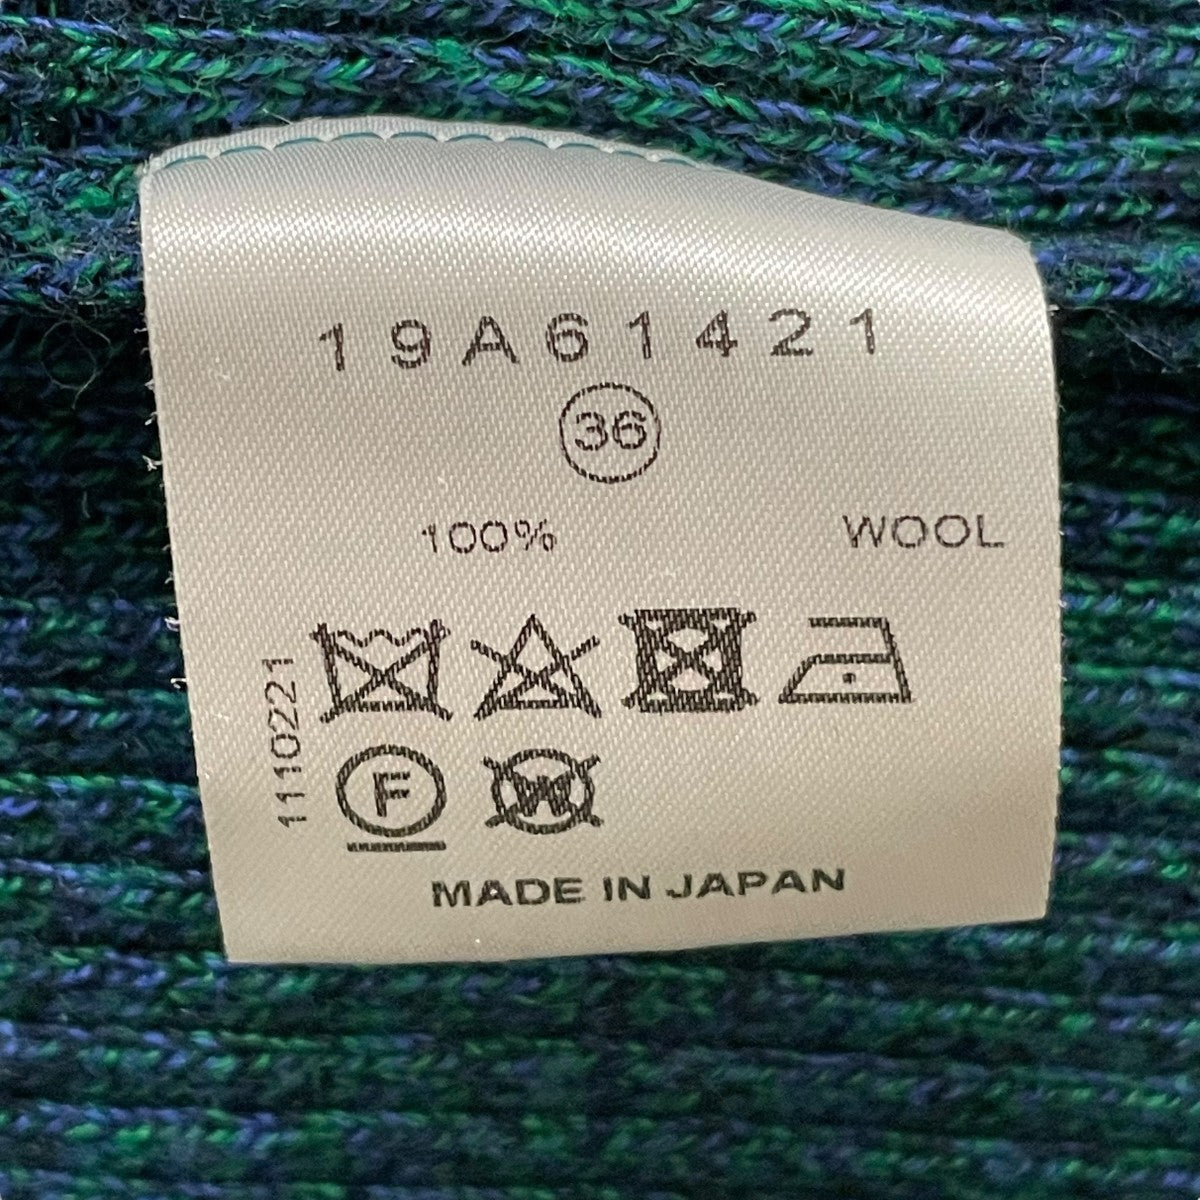 19A61421
36
100% WOOL
1110221
F W
MADE IN JAPAN